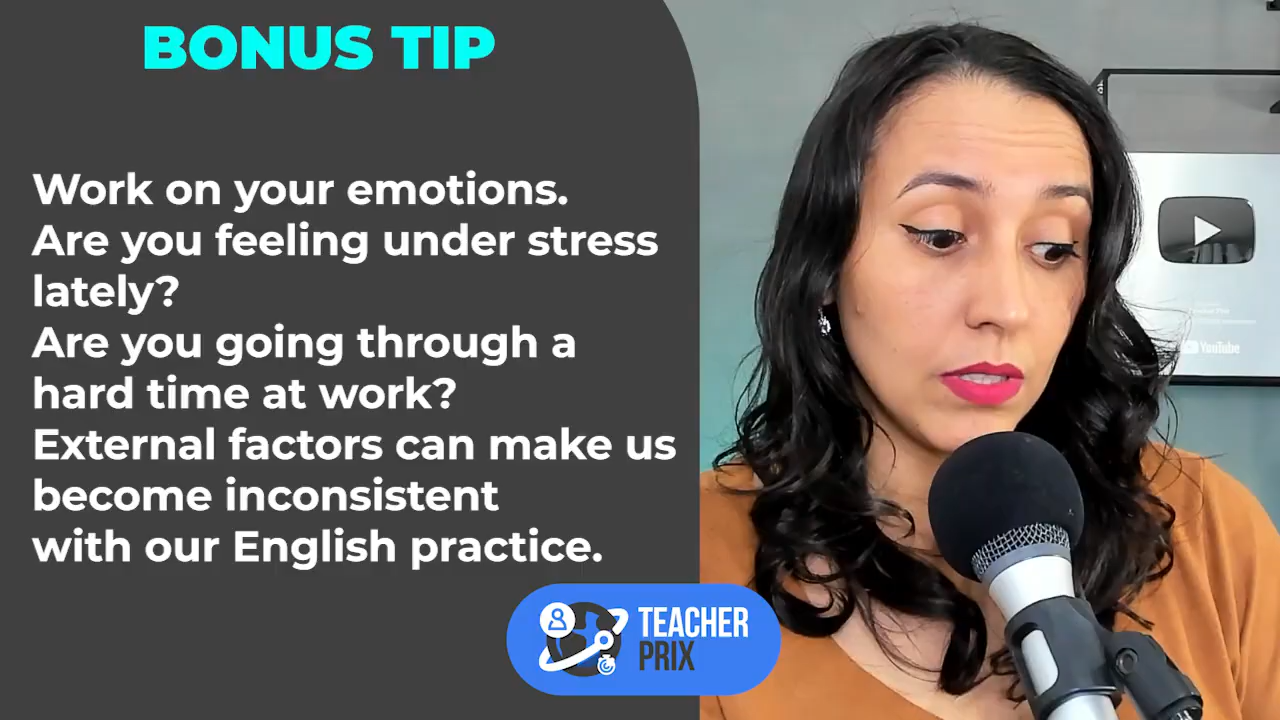 BONUS TIP
Work on your emotions.
Are you feeling under stress
lately?
Are you going through a
hard time at work?
External factors can make us
become inconsistent
with our English practice.
TEACHER
PRIX
YouTube